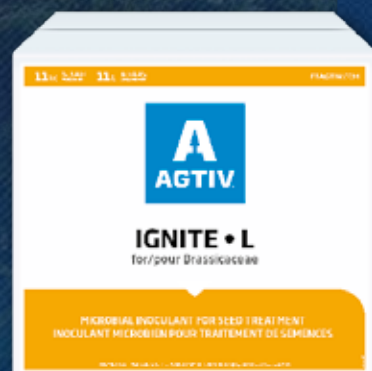 A
AGTIV
IGNITE • L
for/pour Brassicaceae
MICROBIAL INOCULANT FOR SEED TREATMENT
INOCULANT MICROBIEN POUR TRAITEMENT DE SEMENCES